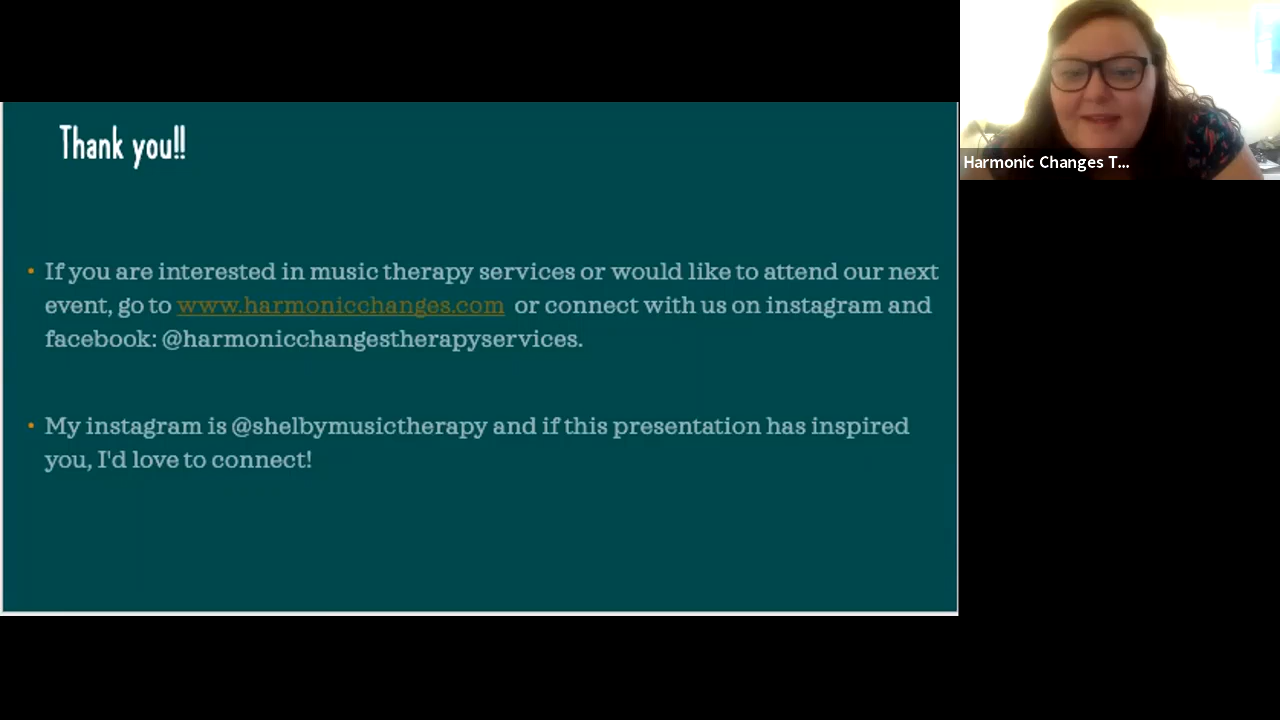 Thank you!!
Harmonic Changes T...
• If you are interested in music therapy services or would like to attend our next
event, go to www.harmonicchanges.com or connect with us on instagram and
facebook: @harmonicchangestherapyservices.
• My instagram is @shelbymusictherapy and if this presentation has inspired
you, I'd love to connect!